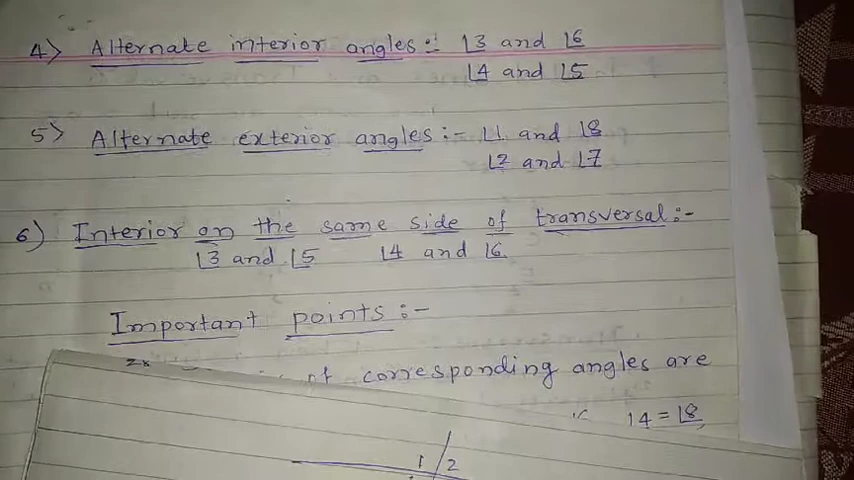 4) Alternate interior angles :- ∠3 and ∠6
∠4 and ∠5
5) Alternate exterior angles :- ∠1 and ∠8
∠2 and ∠7
6) Interior on the same side of transversal :-
∠3 and ∠5 ∠4 and ∠6
Important points :-
of corresponding angles are
∠4 = ∠8
1 2